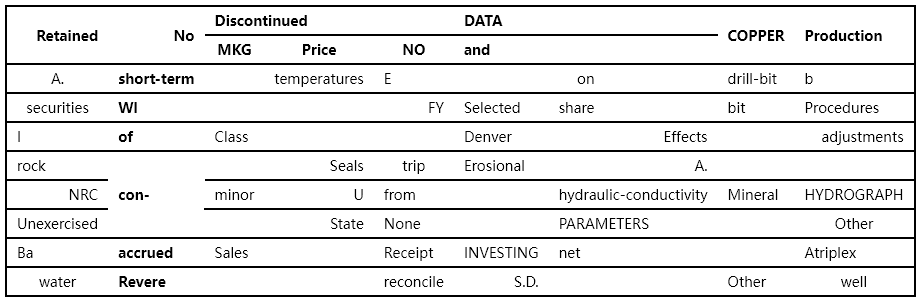 Retained No Discontinued DATA COPPER Production
MKG Price NO and
A. short-term temperatures E on drill-bit b
securities WI FY Selected share bit Procedures
I of Class Denver Effects adjustments
rock Seals trip Erosional A.
NRC con- minor U from hydraulic-conductivity Mineral HYDROGRAPH
Unexercised State None PARAMETERS Other
Ba accrued Sales Receipt INVESTING net Atriplex
water Revere reconcile S.D. Other well